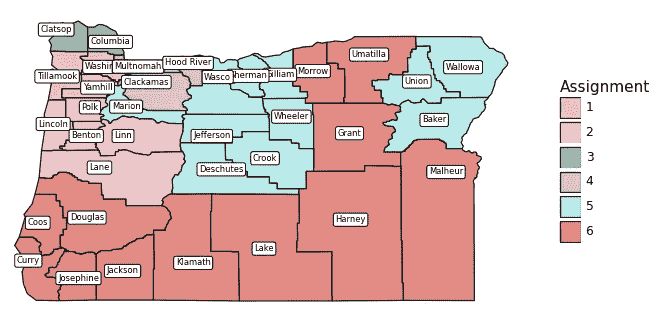 Clatsop
Columbia
Tillamook
Washin
Multnomah
Hood River
Yamhill
Clackamas
Wasco
herman
illiam
Morrow
Umatilla
Union
Wallowa
Polk
Marion
Lincoln
Benton
Linn
Jefferson
Wheeler
Grant
Baker
Lane
Deschutes
Crook
Malheur
Coos
Douglas
Harney
Curry
Josephine
Jackson
Klamath
Lake
Assignment
1
2
3
4
5
6